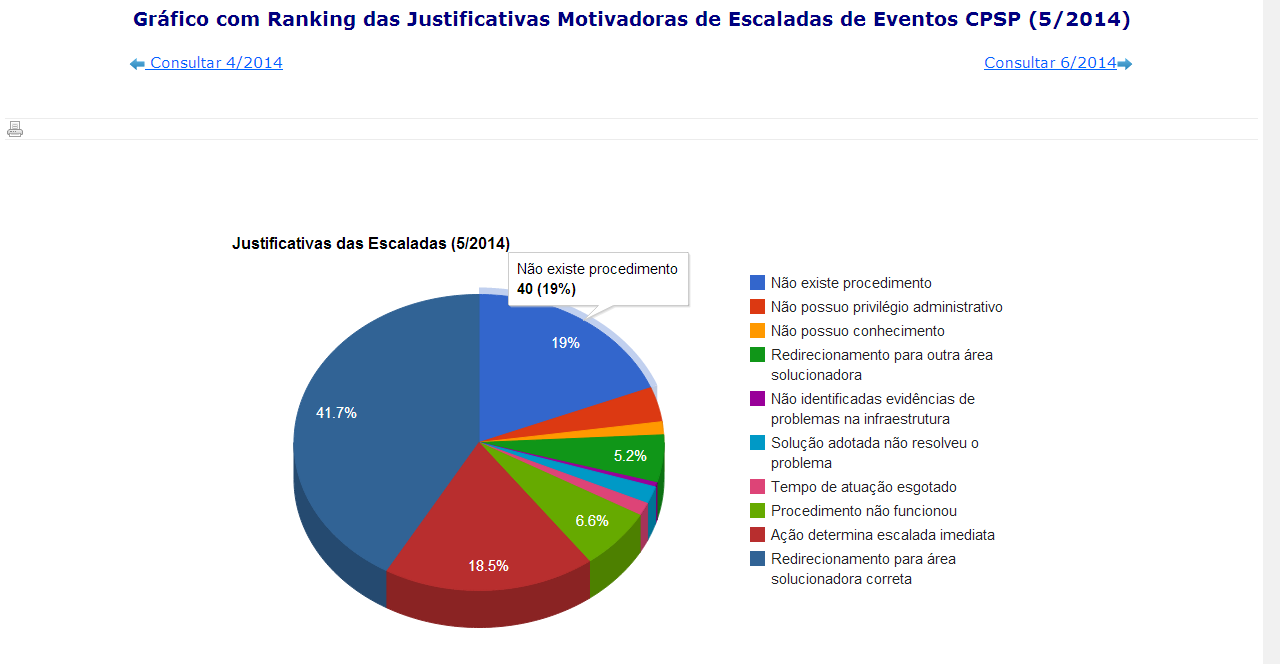 Gráfico com Ranking das Justificativas Motivadoras de Escaladas de Eventos CPSP (5/2014)
Consultar 4/2014
Consultar 6/2014
Justificativas das Escaladas (5/2014)
Não existe procedimento
40 (19%)
19%
41.7%
5.2%
6.6%
18.5%
Não existe procedimento
Não possuo privilégio administrativo
Não possuo conhecimento
Redirecionamento para outra área
solucionadora
Não identificadas evidências de
problemas na infraestrutura
Solução adotada não resolveu o
problema
Tempo de atuação esgotado
Procedimento não funcionou
Ação determina escalada imediata
Redirecionamento para área
solucionadora correta